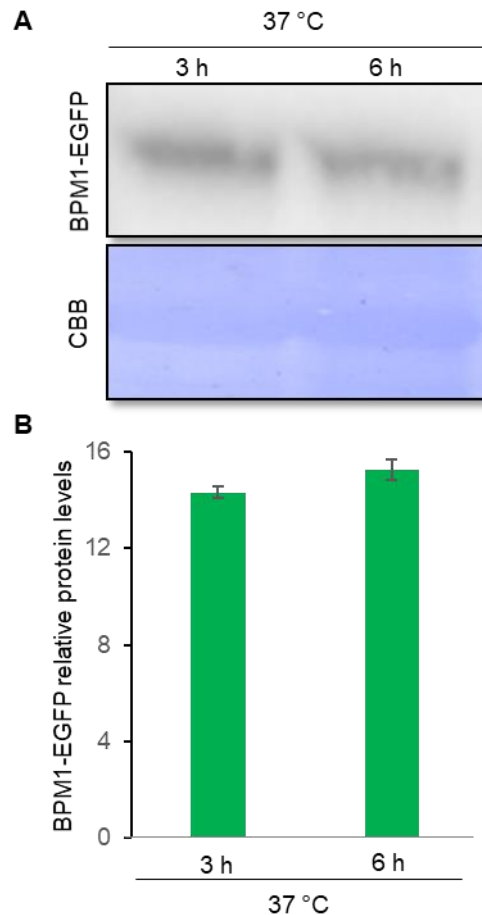 A
37 °C
3 h 6 h
BPM1-EGFP
CBB
B
BPM1-EGFP relative protein levels
16
12
8
4
0
3 h 6 h
37 °C